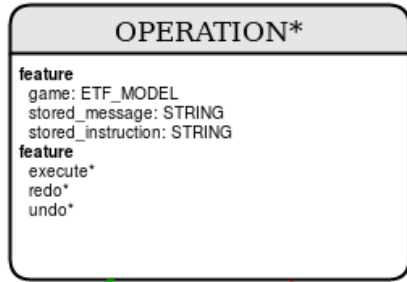 OPERATION*
feature
game: ETF_MODEL
stored_message: STRING
stored_instruction: STRING
feature
execute*
redo*
undo*